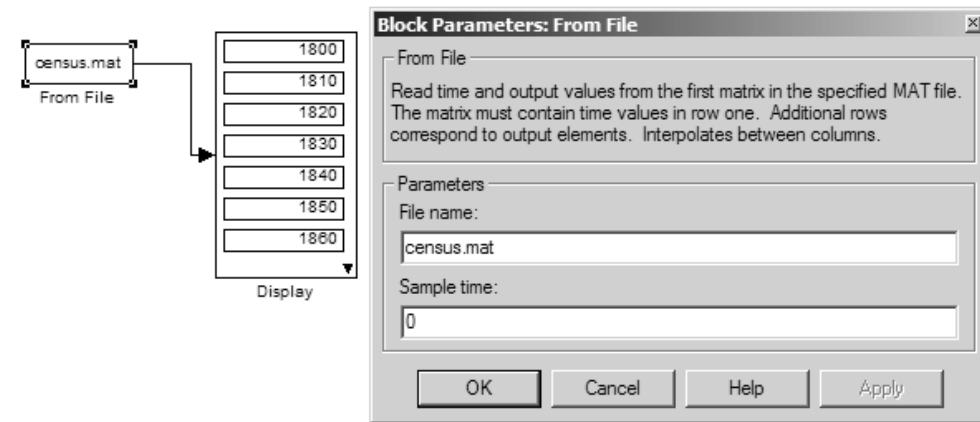 census.mat
From File
1800
1810
1820
1830
1840
1850
1860
Display
Block Parameters: From File
From File
Read time and output values from the first matrix in the specified MAT file.
The matrix must contain time values in row one. Additional rows
correspond to output elements. Interpolates between columns.
Parameters
File name:
census.mat
Sample time:
0
OK
Cancel
Help
Apply